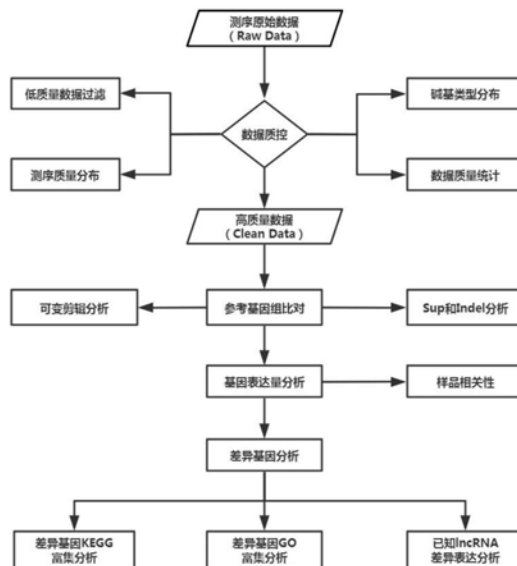 测序原始数据
（Raw Data）
低质量数据过滤
碱基类型分布
数据质控
测序质量分布
数据质量统计
高质量数据
（Clean Data）
可变剪辑分析
参考基因组比对
Sup和Indel分析
基因表达量分析
样品相关性
差异基因分析
差异基因KEGG
富集分析
差异基因GO
富集分析
已知lncRNA
差异表达分析